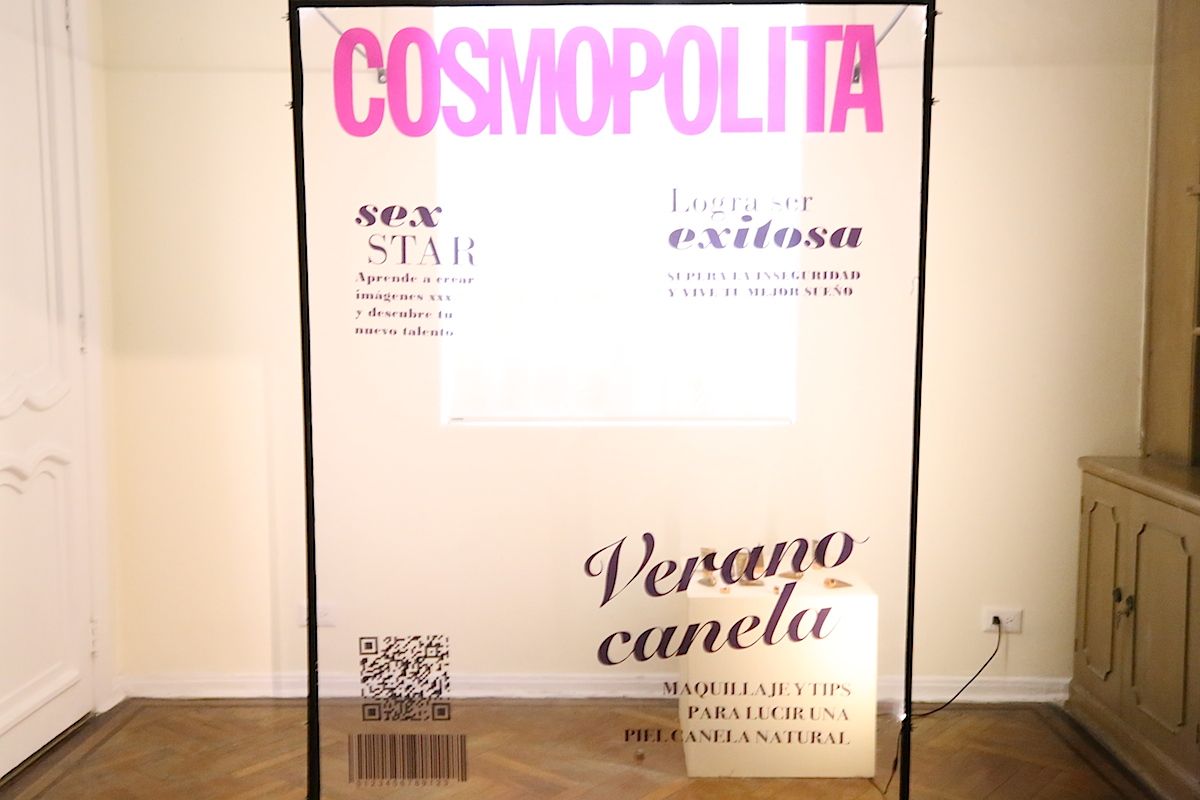 COSMOPOLITA
sex
STAR
Aprende a crear
imágenes xxx
y descubre tu
nuevo talento
Logra ser
exitosa
SUPERA LA INSEGURIDAD
Y VIVE TU MEJOR SUEÑO
Verano
canela
MAQUILLAJE Y TIPS
PARA LUCIR UNA
PIEL CANELA NATURAL